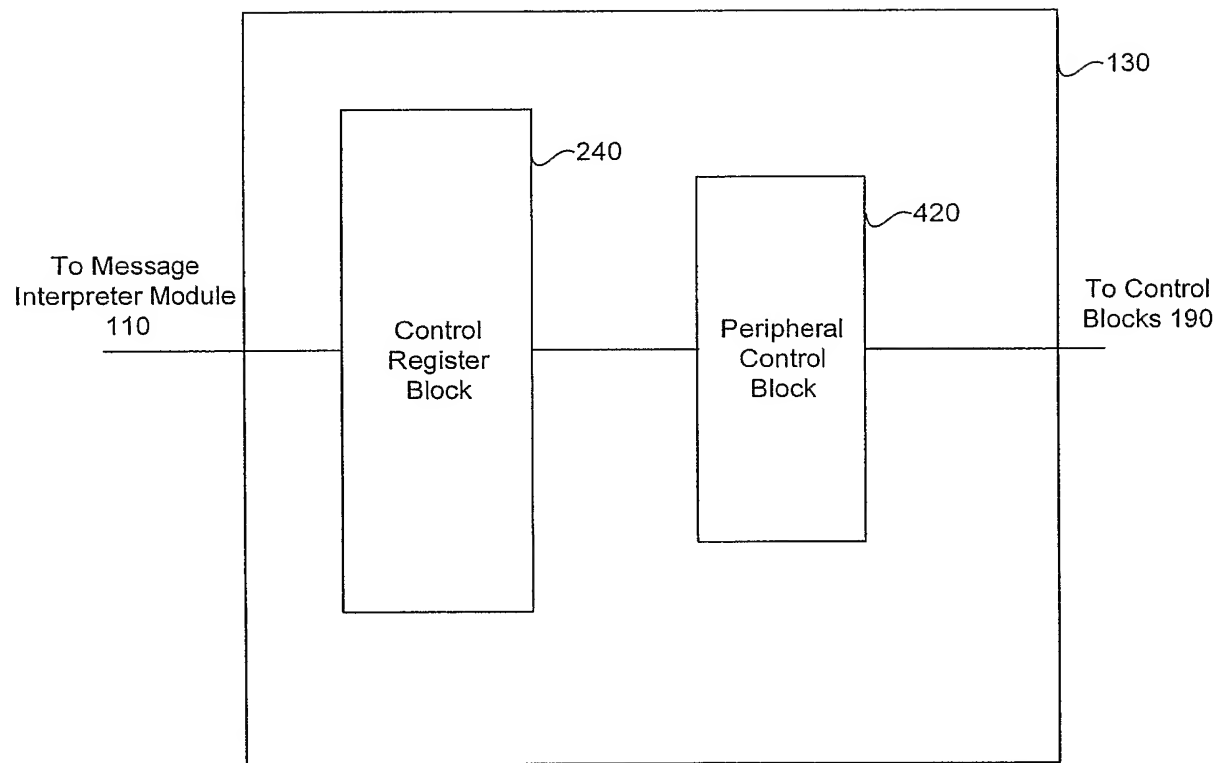 130
240
420
To Message
Interpreter Module
110
To Control
Blocks 190
Control
Register
Block
Peripheral
Control
Block